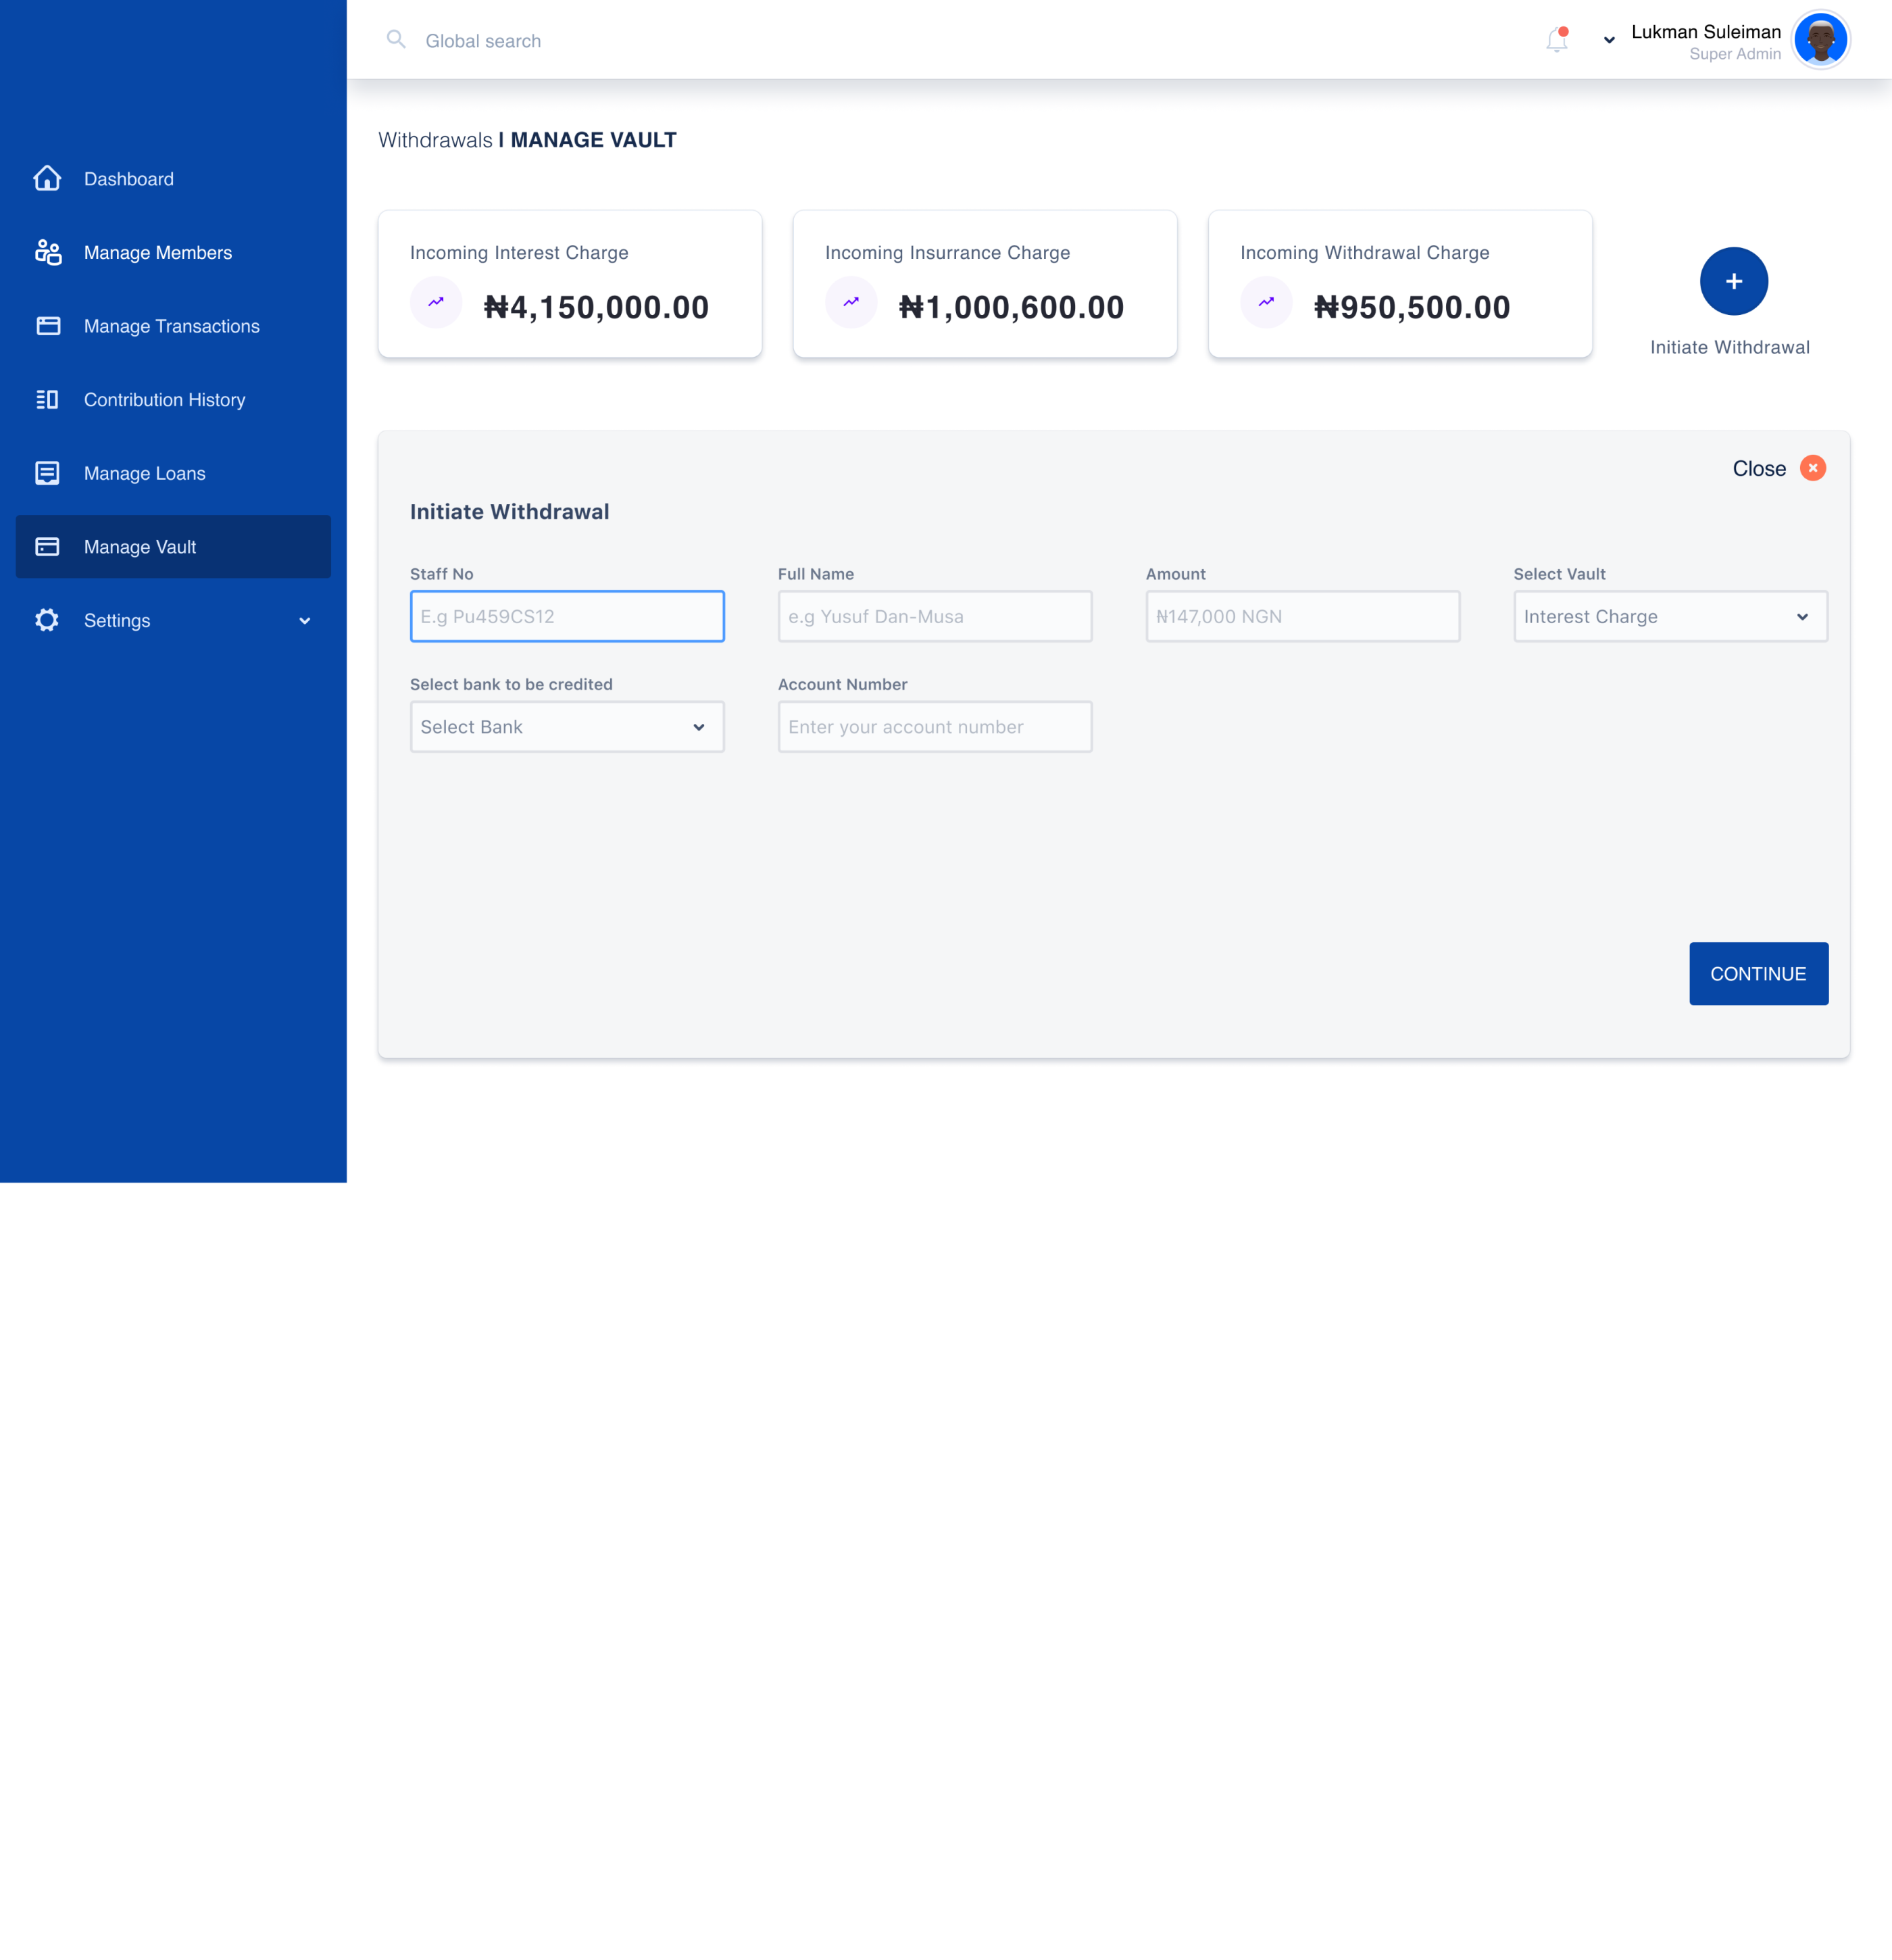 Global search
Lukman Suleiman
Super Admin
Withdrawals I MANAGE VAULT
Dashboard
Manage Members
Manage Transactions
Contribution History
Manage Loans
Manage Vault
Settings
Incoming Interest Charge
₦4,150,000.00
Incoming Insurrance Charge
₦1,000,600.00
Incoming Withdrawal Charge
₦950,500.00
Initiate Withdrawal
Close
Initiate Withdrawal
Staff No
E.g Pu459CS12
Full Name
e.g Yusuf Dan-Musa
Amount
₦147,000 NGN
Select Vault
Interest Charge
Select bank to be credited
Select Bank
Account Number
Enter your account number
CONTINUE